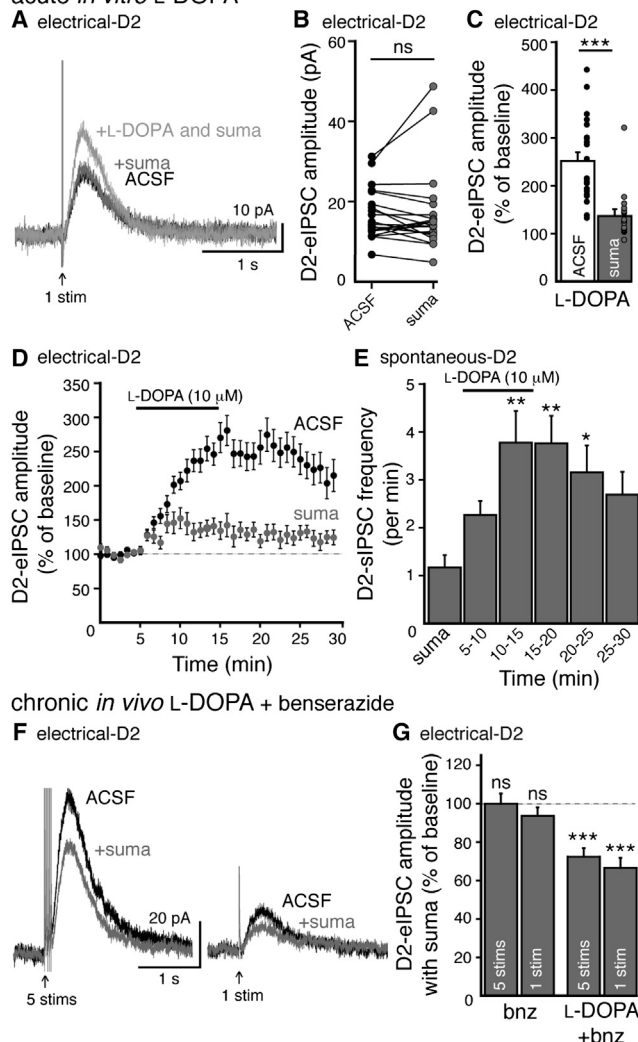 acute in vitro L-DOPA
A electrical-D2
+L-DOPA and suma
+suma
ACSF
10 pA
1 s
1 stim
B electrical-D2
ns
D2-eIPSC amplitude (pA)
60
40
20
0
ACSF
suma
C electrical-D2
***
D2-eIPSC amplitude
(% of baseline)
500
400
300
200
100
0
ACSF
suma
L-DOPA
D electrical-D2
L-DOPA (10 µM)
ACSF
suma
D2-eIPSC amplitude
(% of baseline)
350
300
250
200
150
100
50
0
5 10 15 20 25 30
Time (min)
E spontaneous-D2
L-DOPA (10 µM)
** ** *
D2-sIPSC frequency
(per min)
5
4
3
2
1
0
suma 5-10 10-15 15-20 20-25 25-30
Time (min)
chronic in vivo L-DOPA + benserazide
F electrical-D2
ACSF
+suma
20 pA
1 s
5 stims
ACSF
+suma
1 stim
G electrical-D2
D2-eIPSC amplitude
with suma (% of baseline)
120
100
80
60
40
20
0
ns ns
*** ***
5 stims
1 stim
5 stims
1 stim
bnz L-DOPA
+bnz